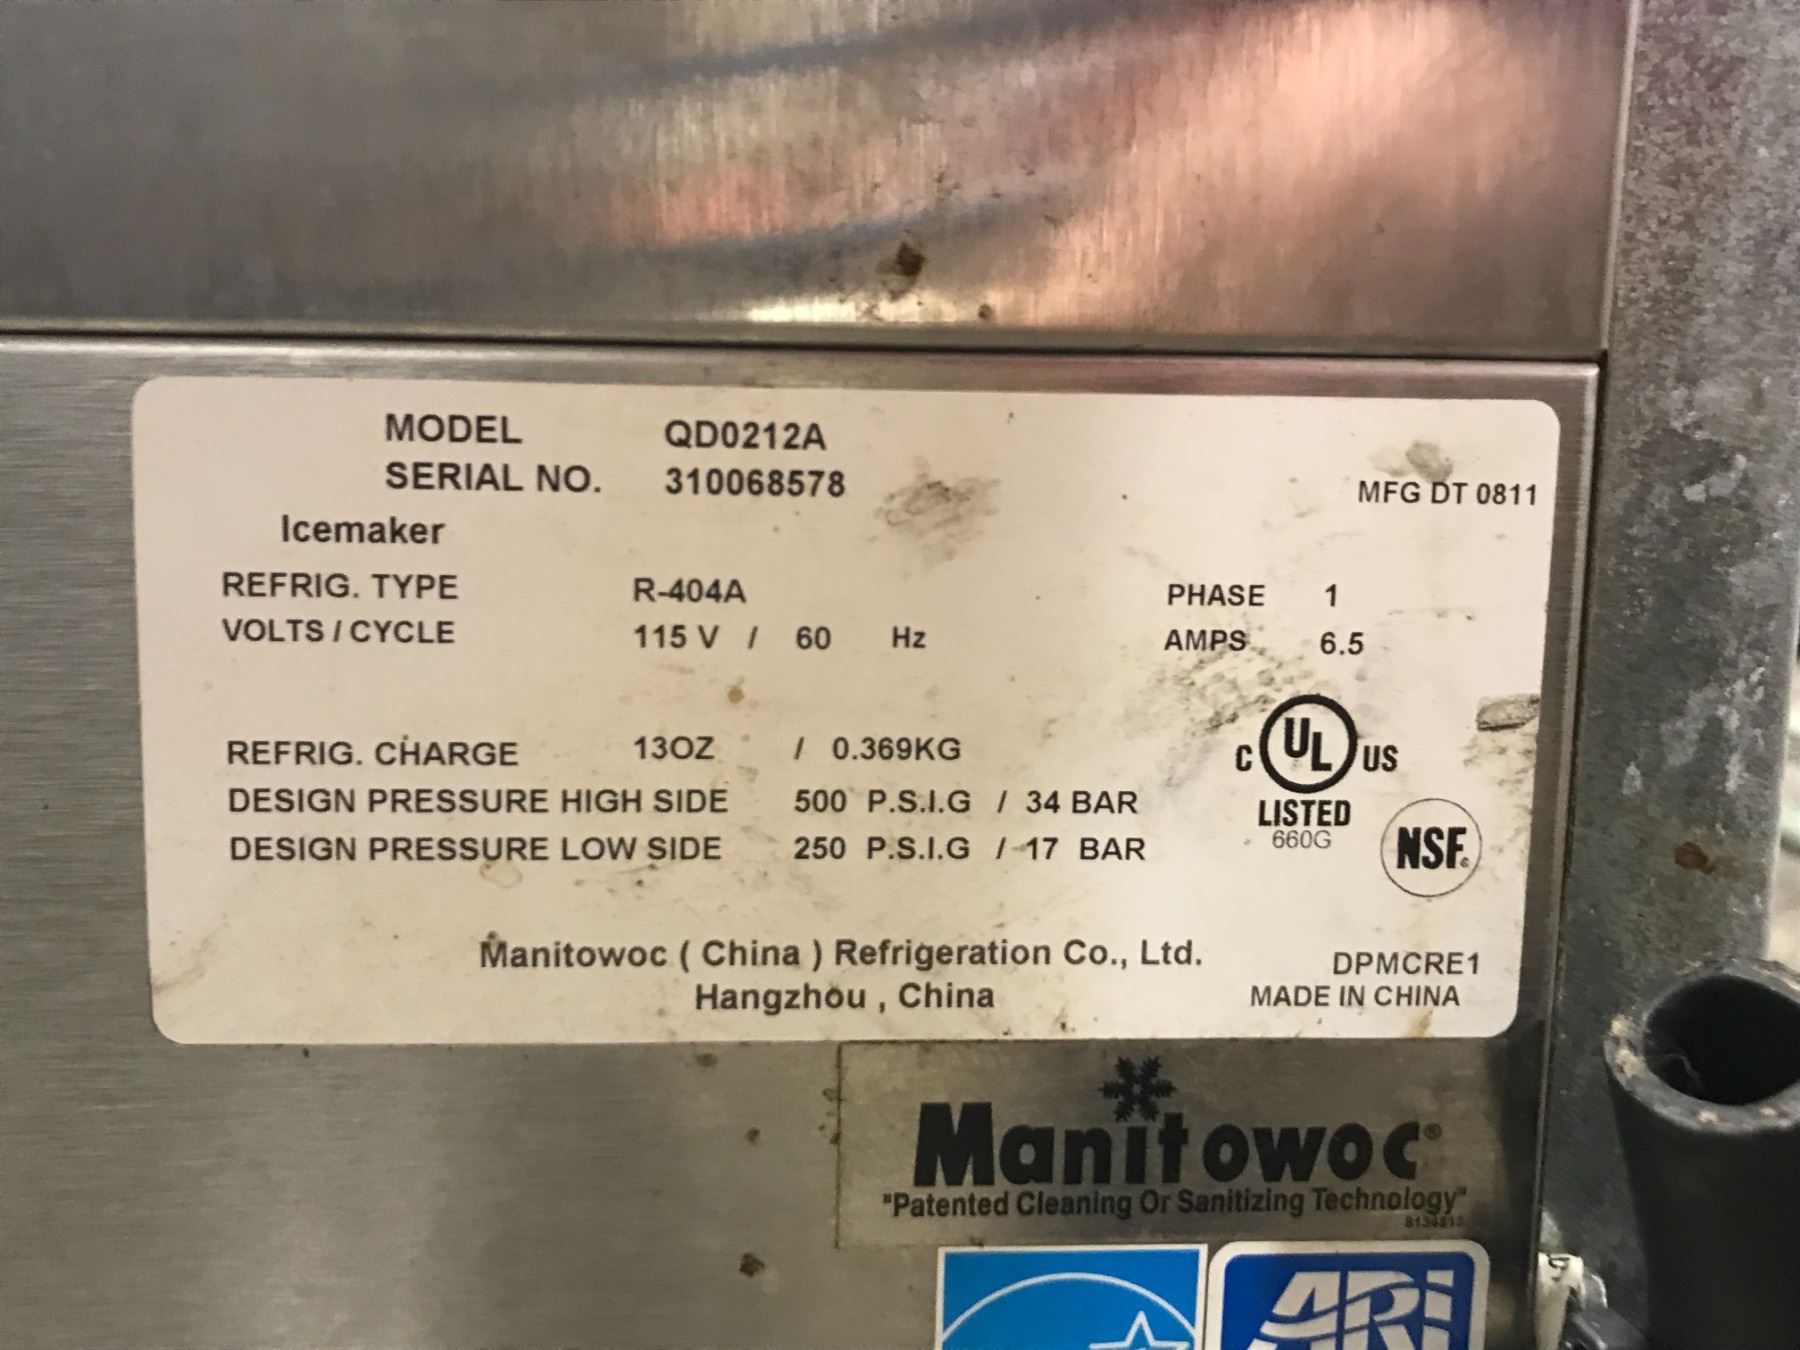 MODEL QD0212A
SERIAL NO. 310068578
MFG DT 0811
Icemaker
REFRIG. TYPE R-404A PHASE 1
VOLTS / CYCLE 115 V / 60 Hz AMPS 6.5
REFRIG. CHARGE 13OZ / 0.369KG
DESIGN PRESSURE HIGH SIDE 500 P.S.I.G / 34 BAR
DESIGN PRESSURE LOW SIDE 250 P.S.I.G / 17 BAR
C UL US
LISTED
660G
NSF
Manitowoc ( China ) Refrigeration Co., Ltd.
Hangzhou , China
DPMCRE1
MADE IN CHINA
Manitowoc®
"Patented Cleaning Or Sanitizing Technology"
ARI